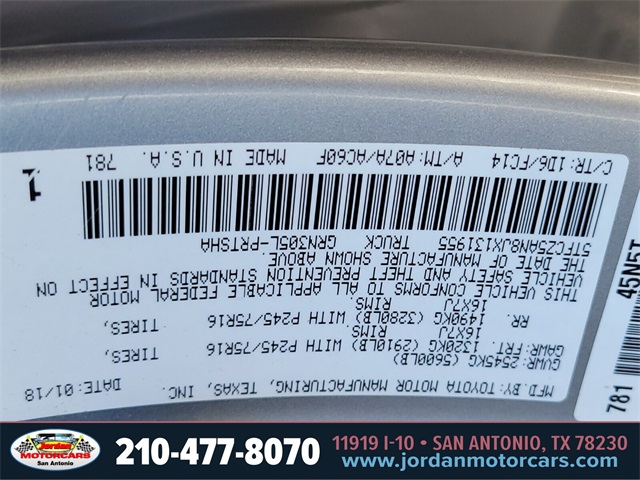 MFD.BY: TOYOTA MOTOR MANUFACTURING, TEXAS, INC. DATE: 01/18
GVWR: 2545KG (5600LB)
GAWR: FRT. 1320KG (2910LB) WITH P245/75R16 TIRES,
16X7J RIMS
RR. 1490KG (3280LB) WITH P245/75R16 TIRES,
16X7J RIMS.
THIS VEHICLE CONFORMS TO ALL APPLICABLE FEDERAL MOTOR
VEHICLE SAFETY AND THEFT PREVENTION STANDARDS IN EFFECT ON
THE DATE OF MANUFACTURE SHOWN ABOVE.
5TFCZ5AN8JX131955 TRUCK GRN305L-PRTSHA
C/TR: 1D6/FC14 A/TM: A07A/AC60F MADE IN U.S.A. 781
1
781 45N5T
Jordan
MOTORCARS
San Antonio
210-477-8070
11919 I-10 • SAN ANTONIO, TX 78230
www.jordanmotorcars.com